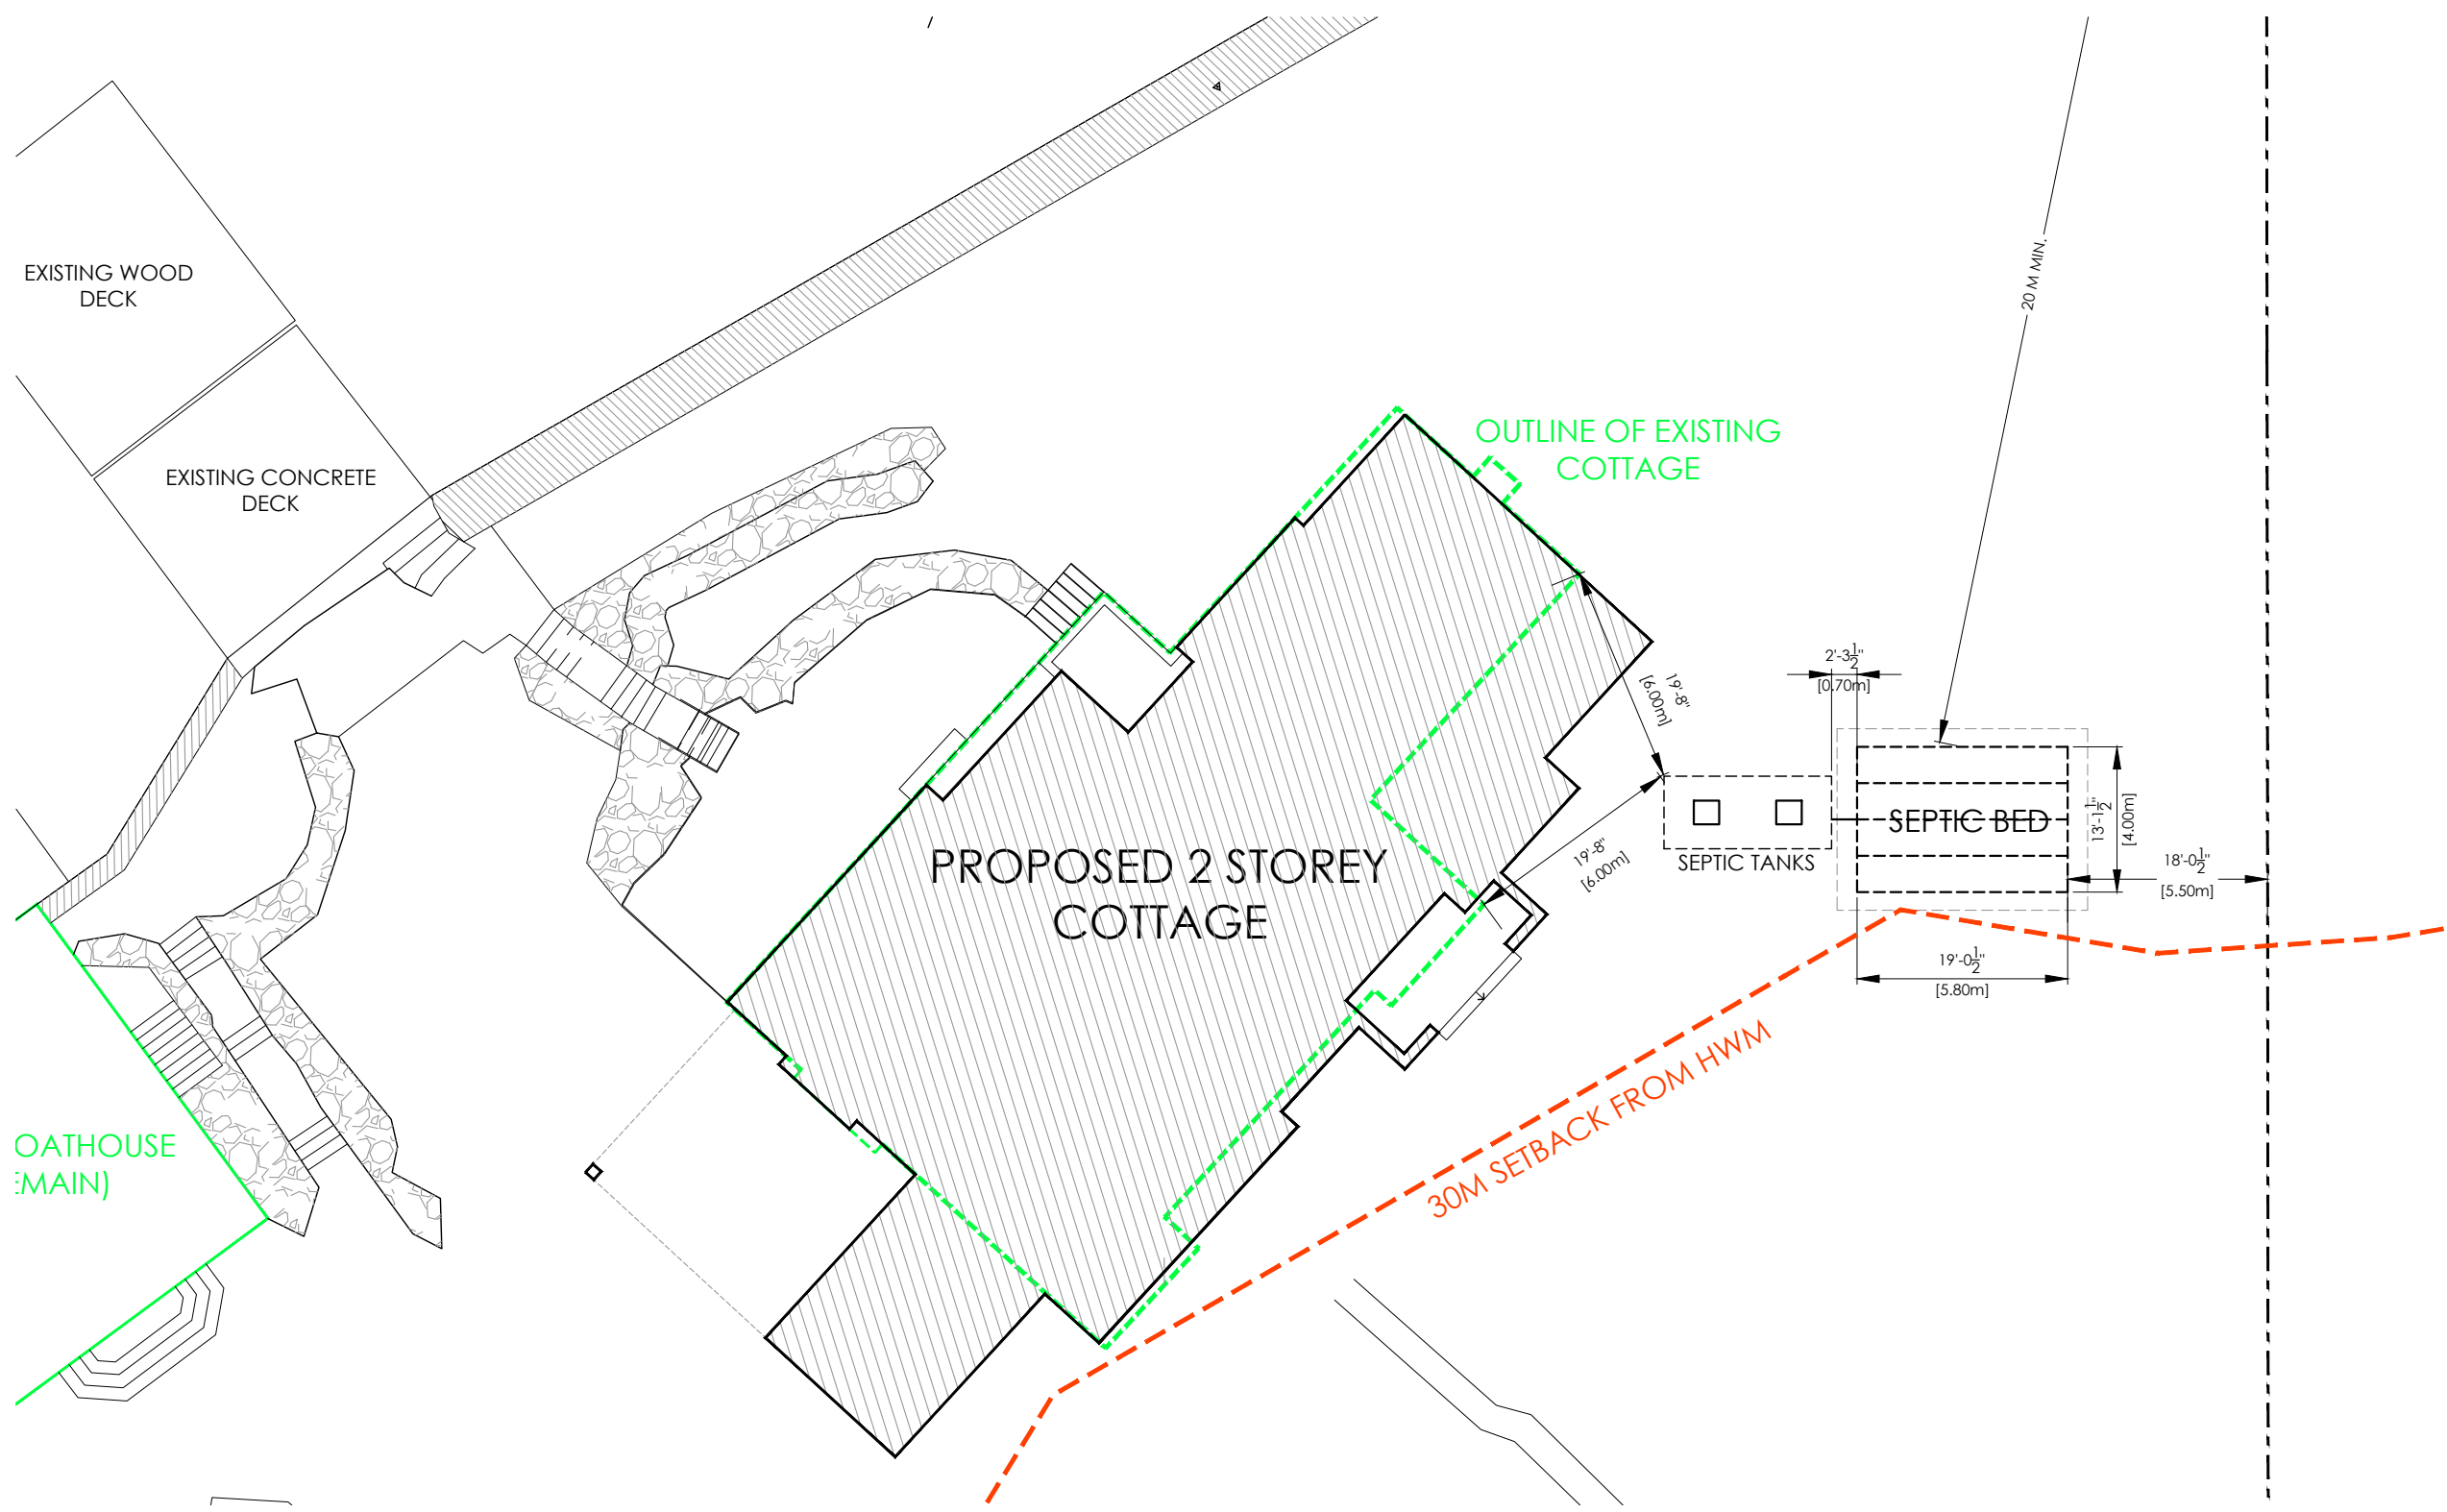 EXISTING WOOD
DECK
EXISTING CONCRETE
DECK
20 M MIN.
OUTLINE OF EXISTING
COTTAGE
2'-3½"
[0.70m]
19'-8"
[6.00m]
19'-8"
[6.00m]
SEPTIC TANKS
SEPTIC BED
13'-1½"
[4.00m]
18'-0½"
[5.50m]
19'-0½"
[5.80m]
PROPOSED 2 STOREY
COTTAGE
30M SETBACK FROM HWM
OATHOUSE
EMAIN)